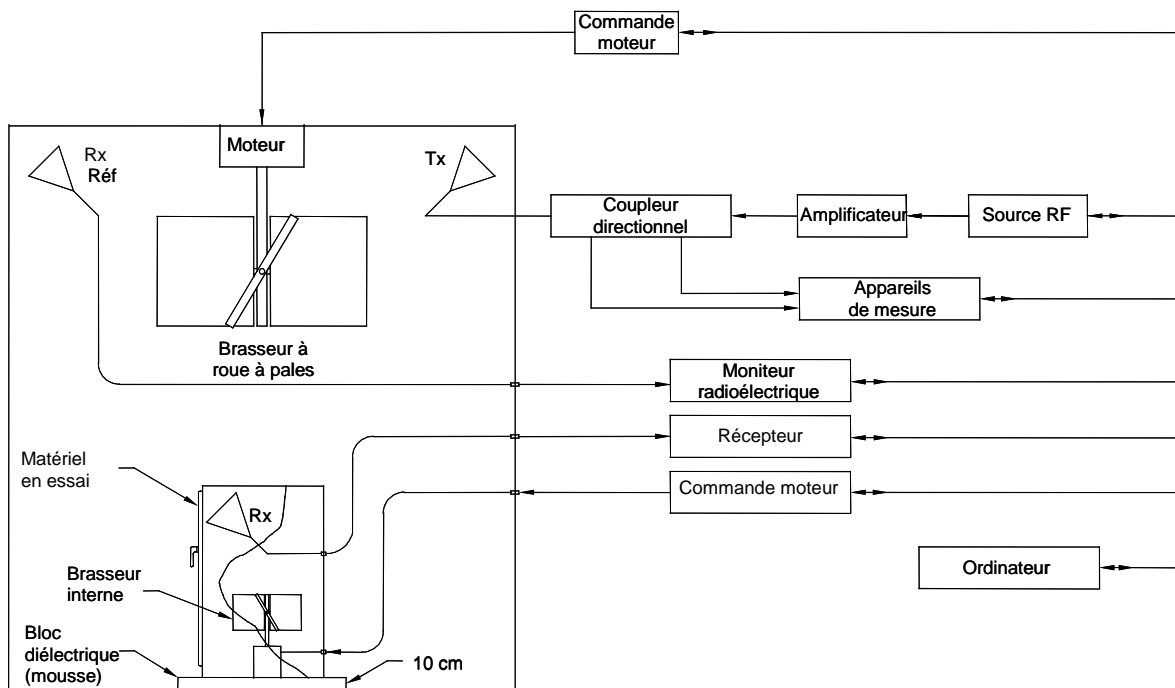 Commande
moteur
Moteur
Rx
Réf
Tx
Coupleur
directionnel
Amplificateur
Source RF
Appareils
de mesure
Brasseur à
roue à pales
Moniteur
radioélectrique
Récepteur
Matériel
en essai
Commande moteur
Rx
Brasseur
interne
Ordinateur
Bloc
diélectrique
(mousse)
10 cm